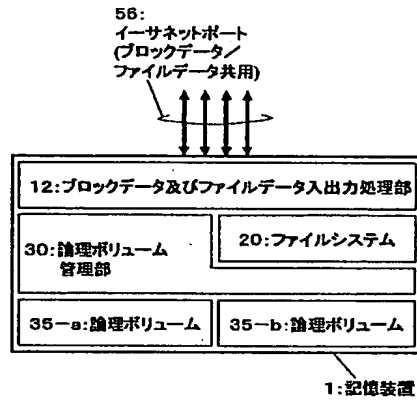 56:
イーサネットポート
(ブロックデータ/
ファイルデータ共用)
12:ブロックデータ及びファイルデータ入出力処理部
30:論理ボリューム
管理部
20:ファイルシステム
35-a:論理ボリューム
35-b:論理ボリューム
1:記憶装置